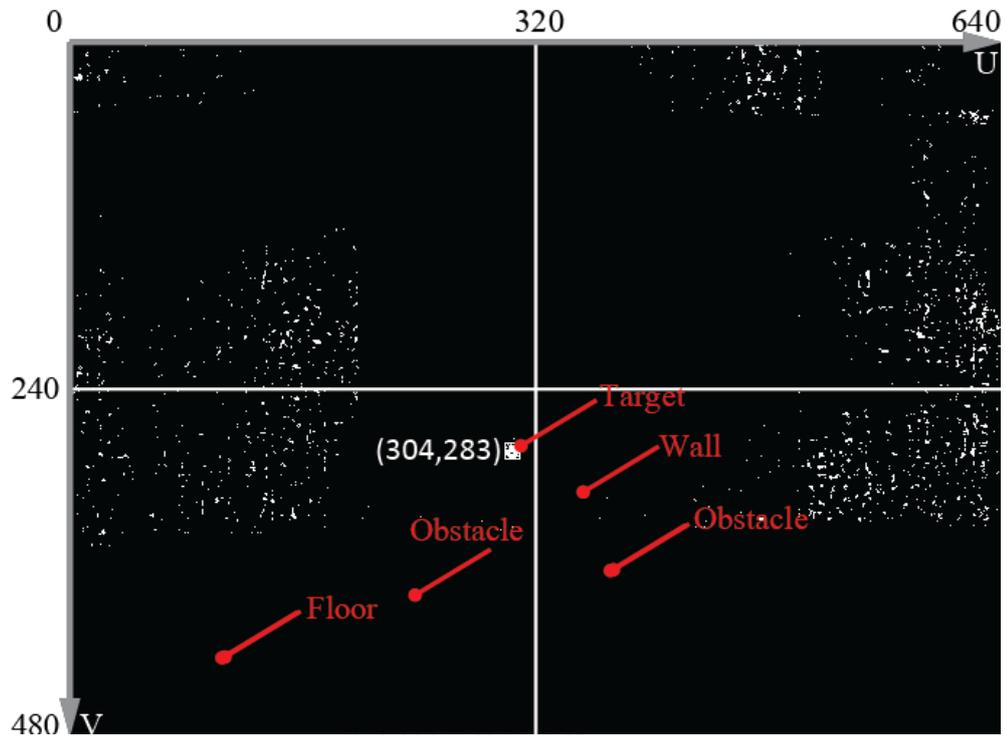 0
320
640
U
240
Target
(304,283)
Wall
Obstacle
Obstacle
Floor
480
V